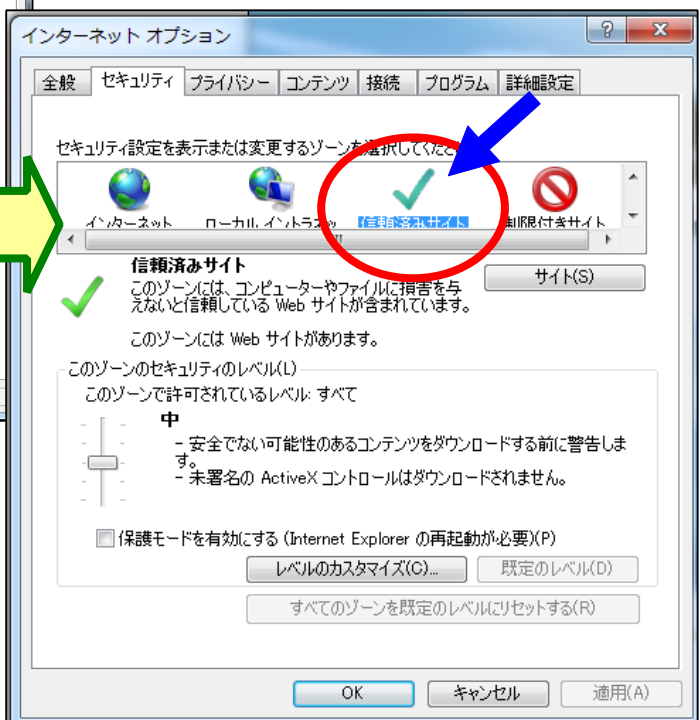 インターネット オプション
全般 セキュリティ プライバシー コンテンツ 接続 プログラム 詳細設定
セキュリティ設定を表示または変更するゾーンを選択してくだ
インターネット ローカル イントラネッ 信頼済みサイト 制限付きサイト
信頼済みサイト
このゾーンには、コンピューターやファイルに損害を与
えないと信頼している Web サイトが含まれています。
サイト(S)
このゾーンには Web サイトがあります。
このゾーンのセキュリティのレベル(L)
このゾーンで許可されているレベル: すべて
中
- 安全でない可能性のあるコンテンツをダウンロードする前に警告しま
す。
- 未署名の ActiveX コントロールはダウンロードされません。
保護モードを有効にする (Internet Explorer の再起動が必要)(P)
レベルのカスタマイズ(C)... 既定のレベル(D)
すべてのゾーンを既定のレベルにリセットする(R)
OK キャンセル 適用(A)